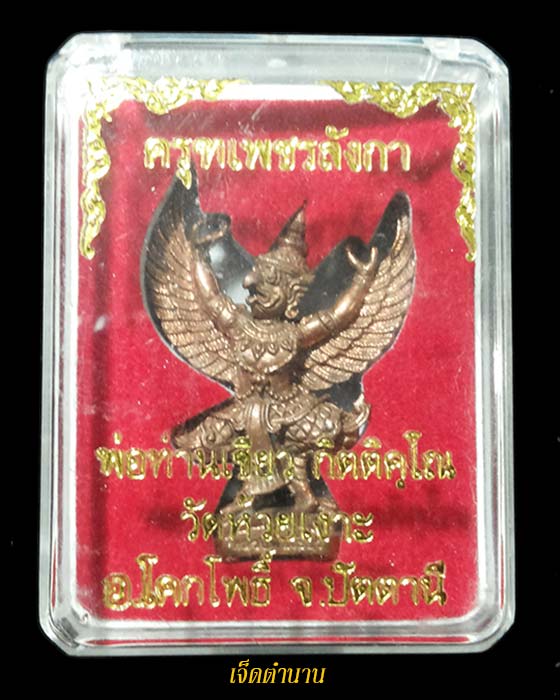 ครุฑเพชรลังกา
พ่อท่านเขียว กิตติคุโณ
วัดห้วยเงาะ
อ.โคกโพธิ์ จ.ปัตตานี
เจ็ดตำนาน